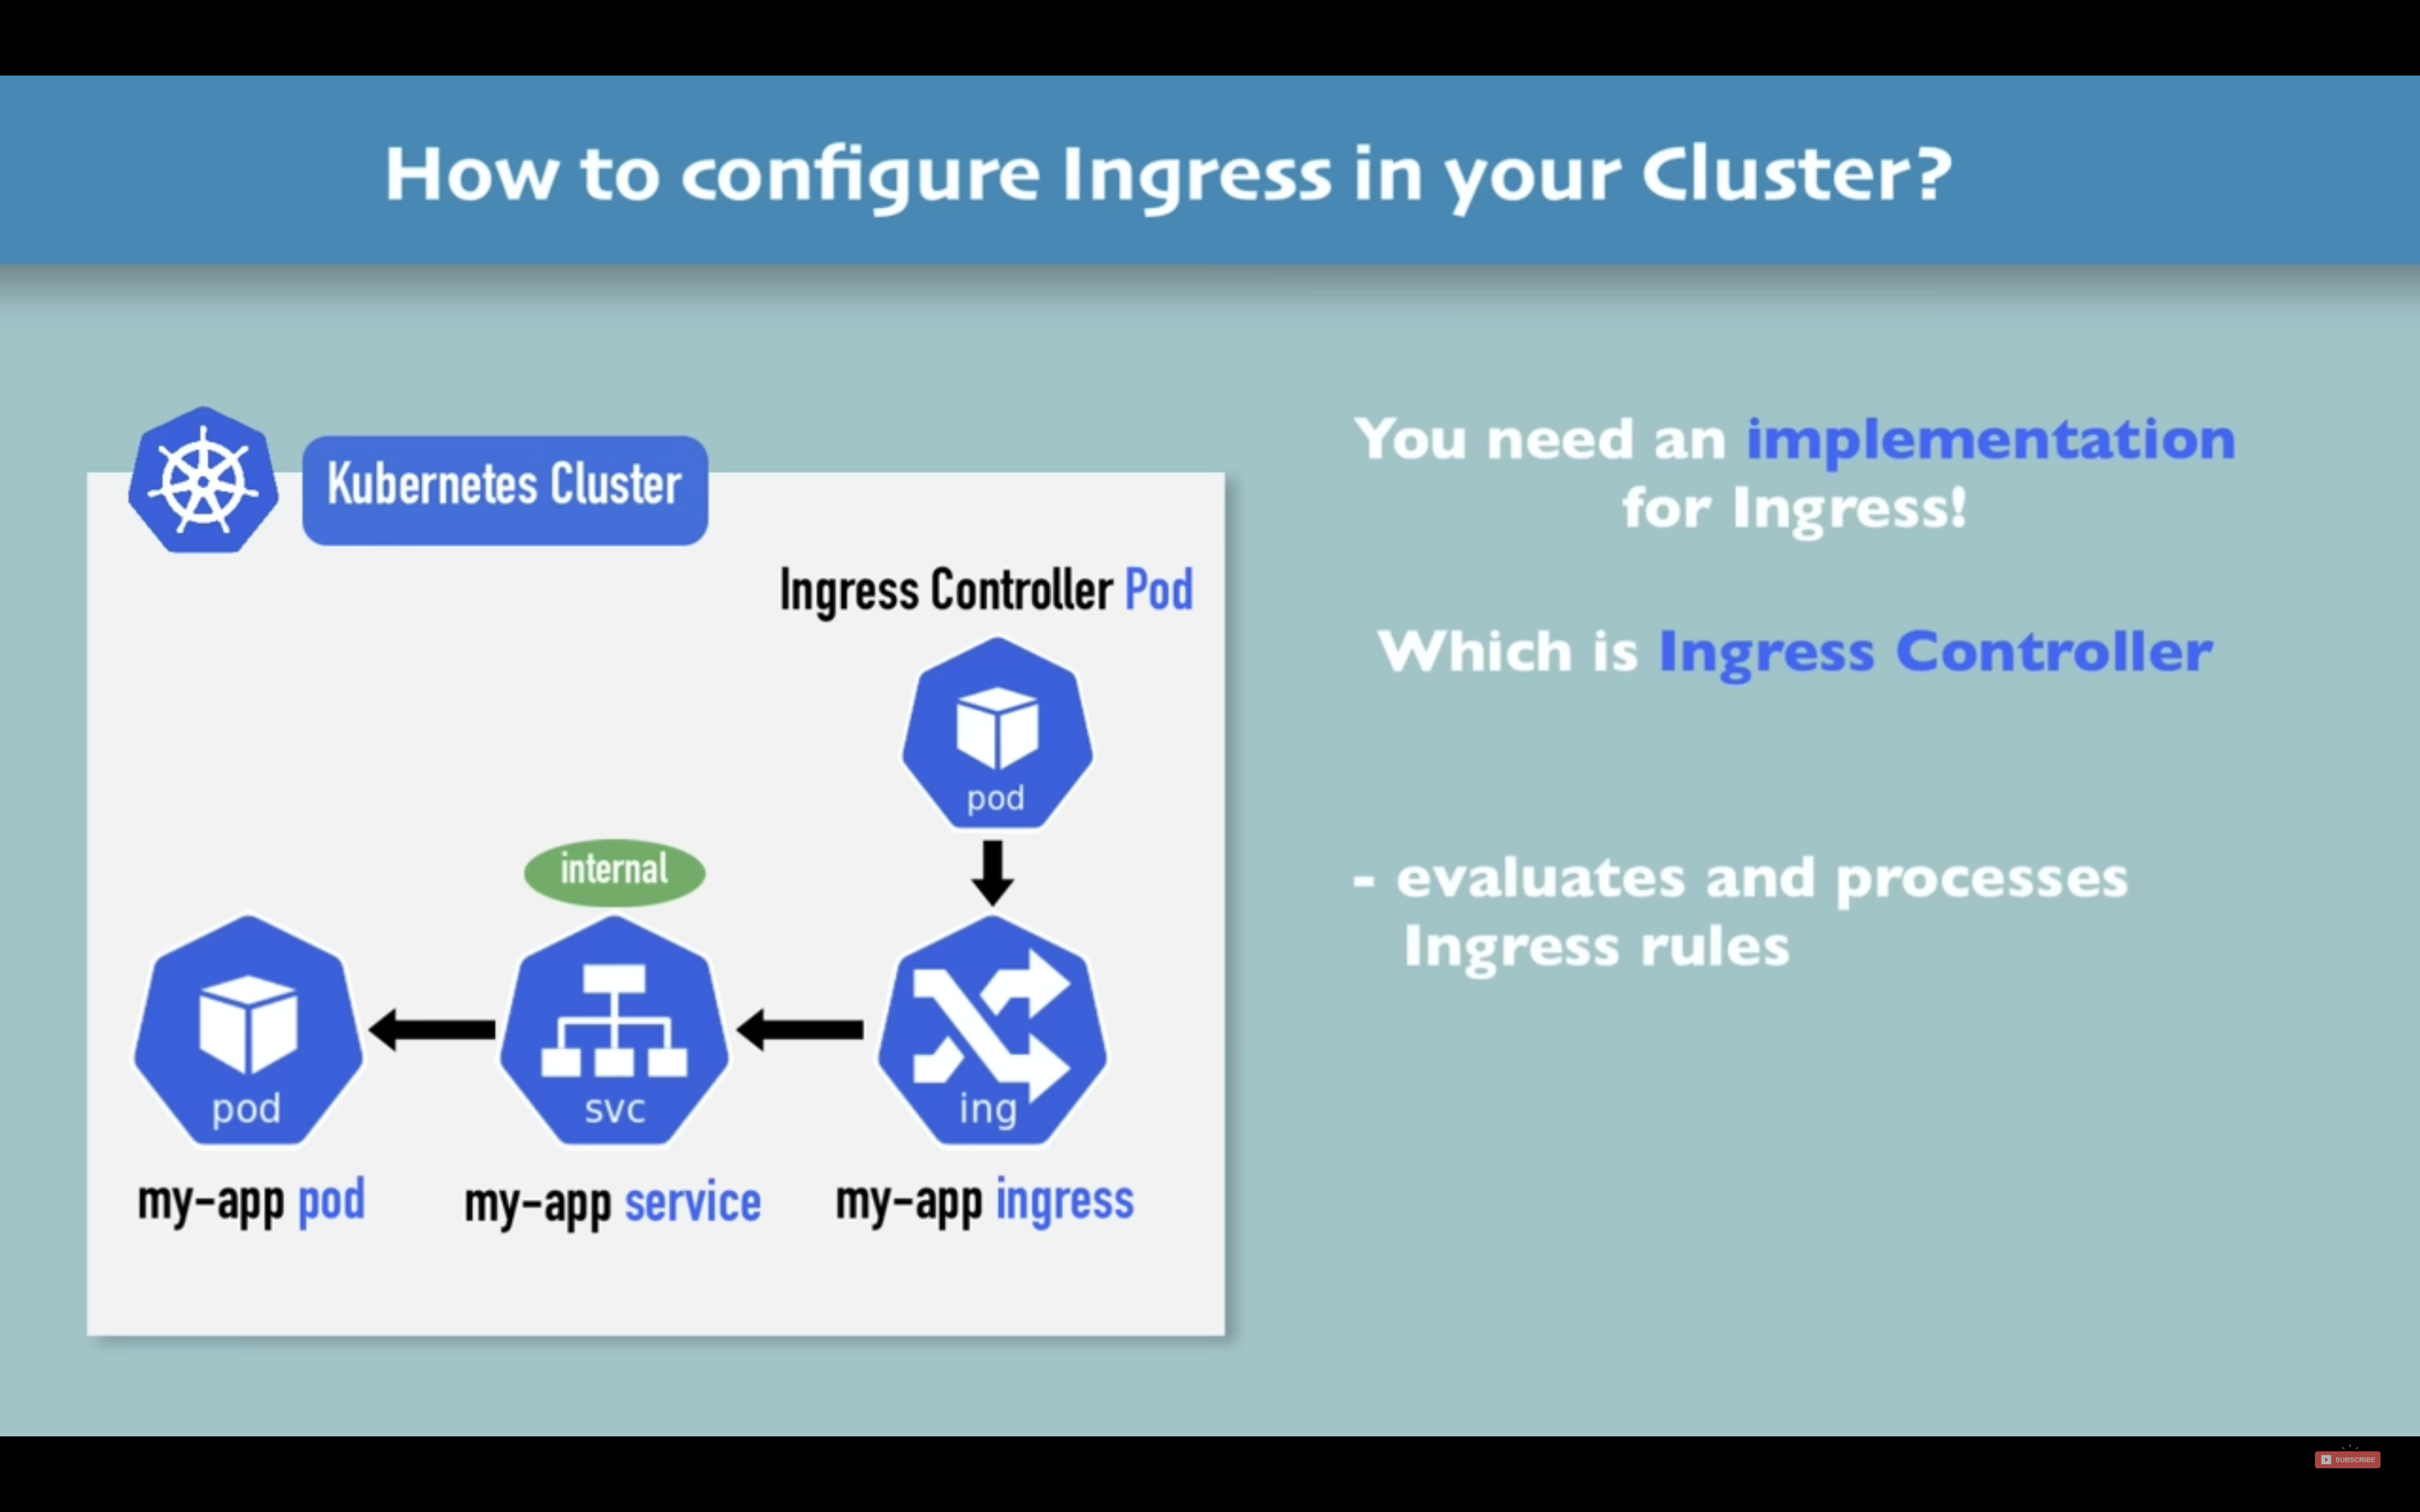 How to configure Ingress in your Cluster?
Kubernetes Cluster
Ingress Controller Pod
pod
internal
pod
svc
ing
my-app pod
my-app service
my-app ingress
You need an implementation
for Ingress!
Which is Ingress Controller
- evaluates and processes
Ingress rules
SUBSCRIBE